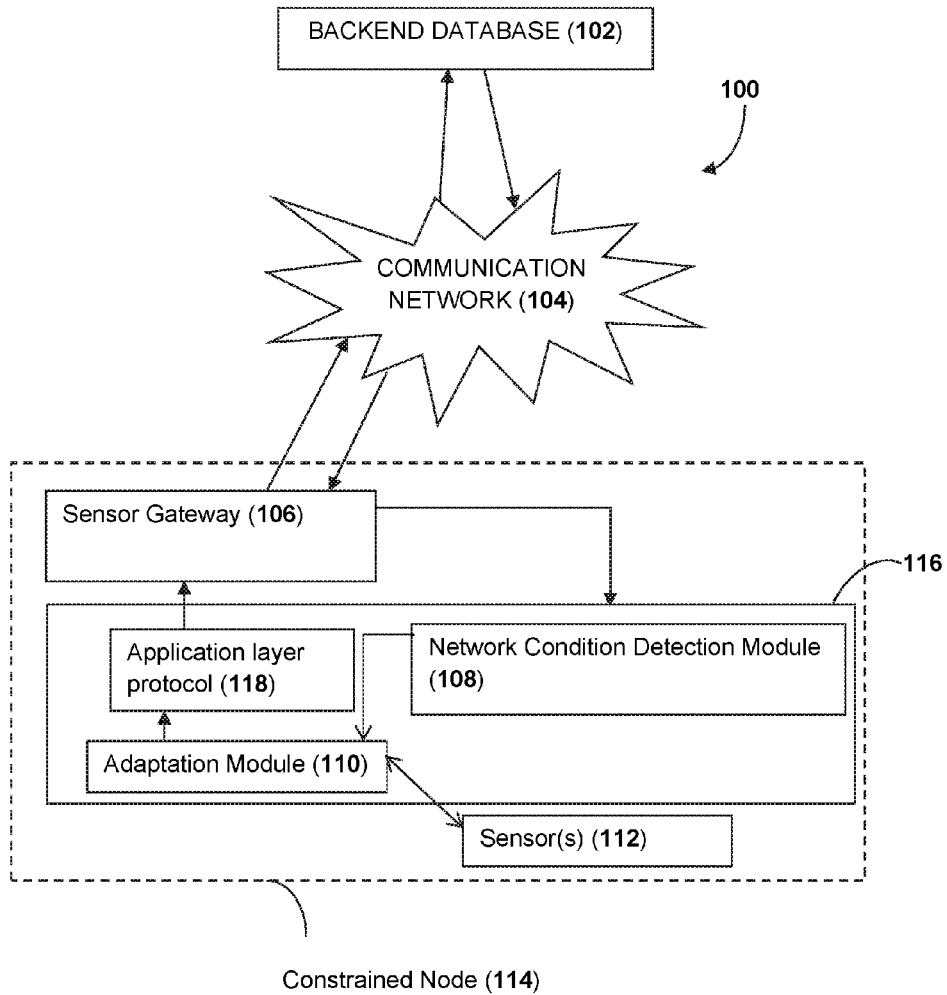 BACKEND DATABASE (102)
100
COMMUNICATION
NETWORK (104)
Sensor Gateway (106)
116
Application layer
protocol (118)
Network Condition Detection Module
(108)
Adaptation Module (110)
Sensor(s) (112)
Constrained Node (114)